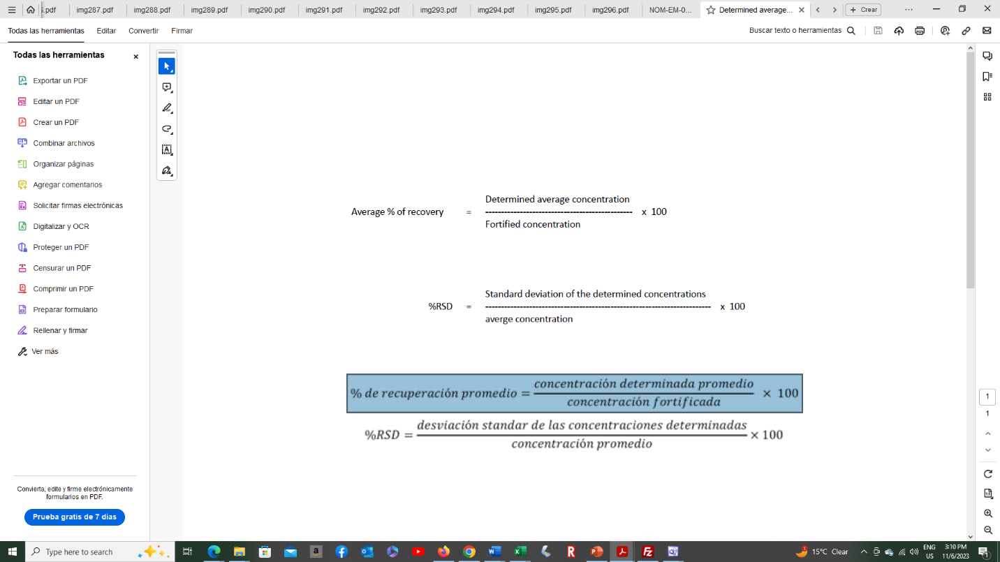 .pdf
img287.pdf
img288.pdf
img289.pdf
img290.pdf
img291.pdf
img292.pdf
img293.pdf
img294.pdf
img295.pdf
img296.pdf
NOM-EM-0...
Determined average...
+ Crear
Todas las herramientas
Editar
Convertir
Firmar
Buscar texto o herramientas
Todas las herramientas
Exportar un PDF
Editar un PDF
Crear un PDF
Combinar archivos
Organizar páginas
Agregar comentarios
Solicitar firmas electrónicas
Digitalizar y OCR
Proteger un PDF
Censurar un PDF
Comprimir un PDF
Preparar formulario
Rellenar y firmar
Ver más
Convierta, edite y firme electrónicamente
formularios en PDF.
Prueba gratis de 7 días
Determined average concentration
Average % of recovery = ----------------------------------------------- x 100
Fortified concentration
Standard deviation of the determined concentrations
%RSD = ------------------------------------------------------------------------ x 100
averge concentration
concentración determinada promedio
% de recuperación promedio = × 100
concentración fortificada
desviación standar de las concentraciones determinadas
%RSD = × 100
concentración promedio
1
1
Type here to search
15°C Clear
ENG
US
3:10 PM
11/6/2023
1